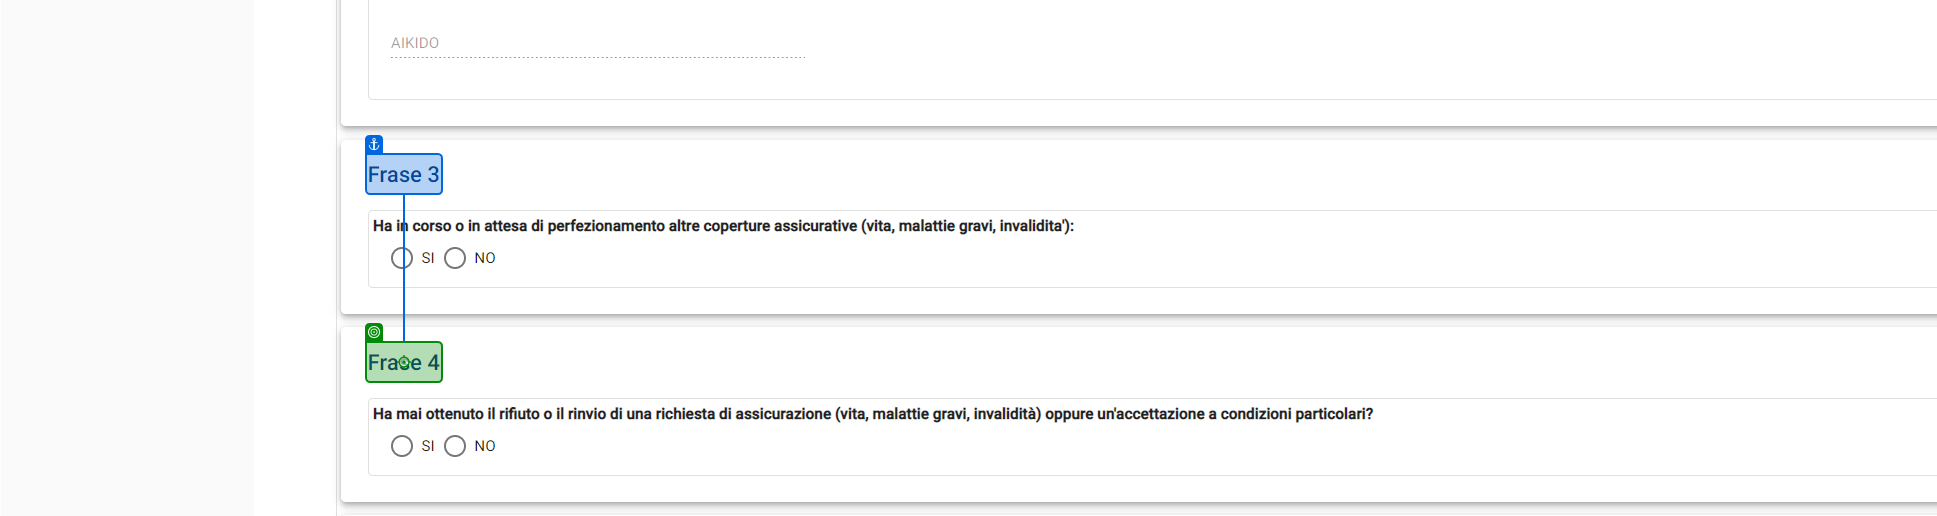 AIKIDO
Frase 3
Ha in corso o in attesa di perfezionamento altre coperture assicurative (vita, malattie gravi, invalidita'):
SI NO
Frase 4
Ha mai ottenuto il rifiuto o il rinvio di una richiesta di assicurazione (vita, malattie gravi, invalidità) oppure un'accettazione a condizioni particolari?
SI NO